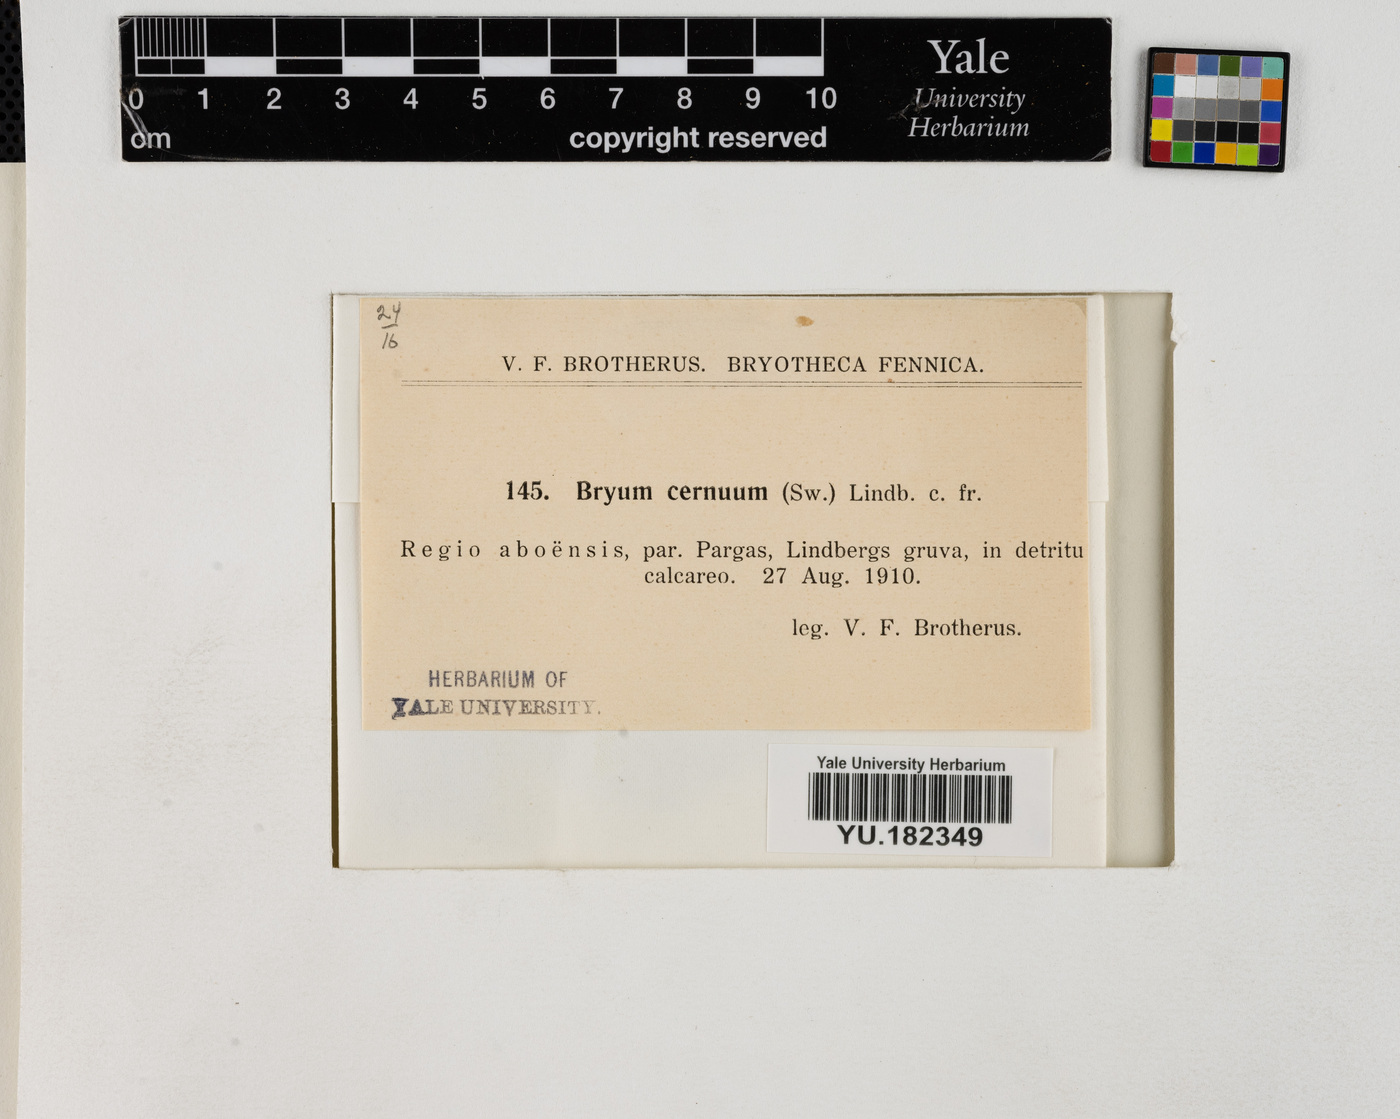 0 1 2 3 4 5 6 7 8 9 10
cm
copyright reserved
Yale
University
Herbarium
24
16
V. F. BROTHERUS. BRYOTHECA FENNICA.
145. Bryum cernuum (Sw.) Lindb. c. fr.
Regio aboënsis, par. Pargas, Lindbergs gruva, in detritu
calcareo. 27 Aug. 1910.
leg. V. F. Brotherus.
HERBARIUM OF
YALE UNIVERSITY.
Yale University Herbarium
YU.182349